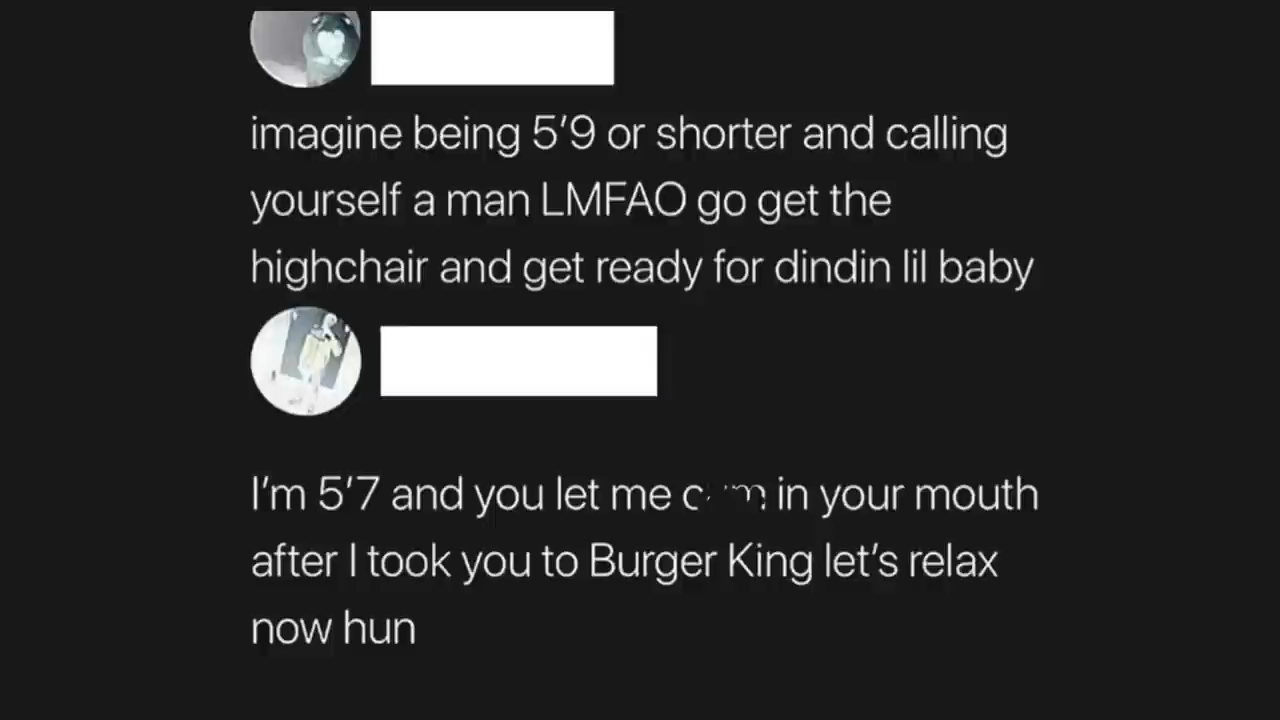 imagine being 5'9 or shorter and calling
yourself a man LMFAO go get the
highchair and get ready for dindin lil baby
I'm 5'7 and you let me in your mouth
after I took you to Burger King let's relax
now hun